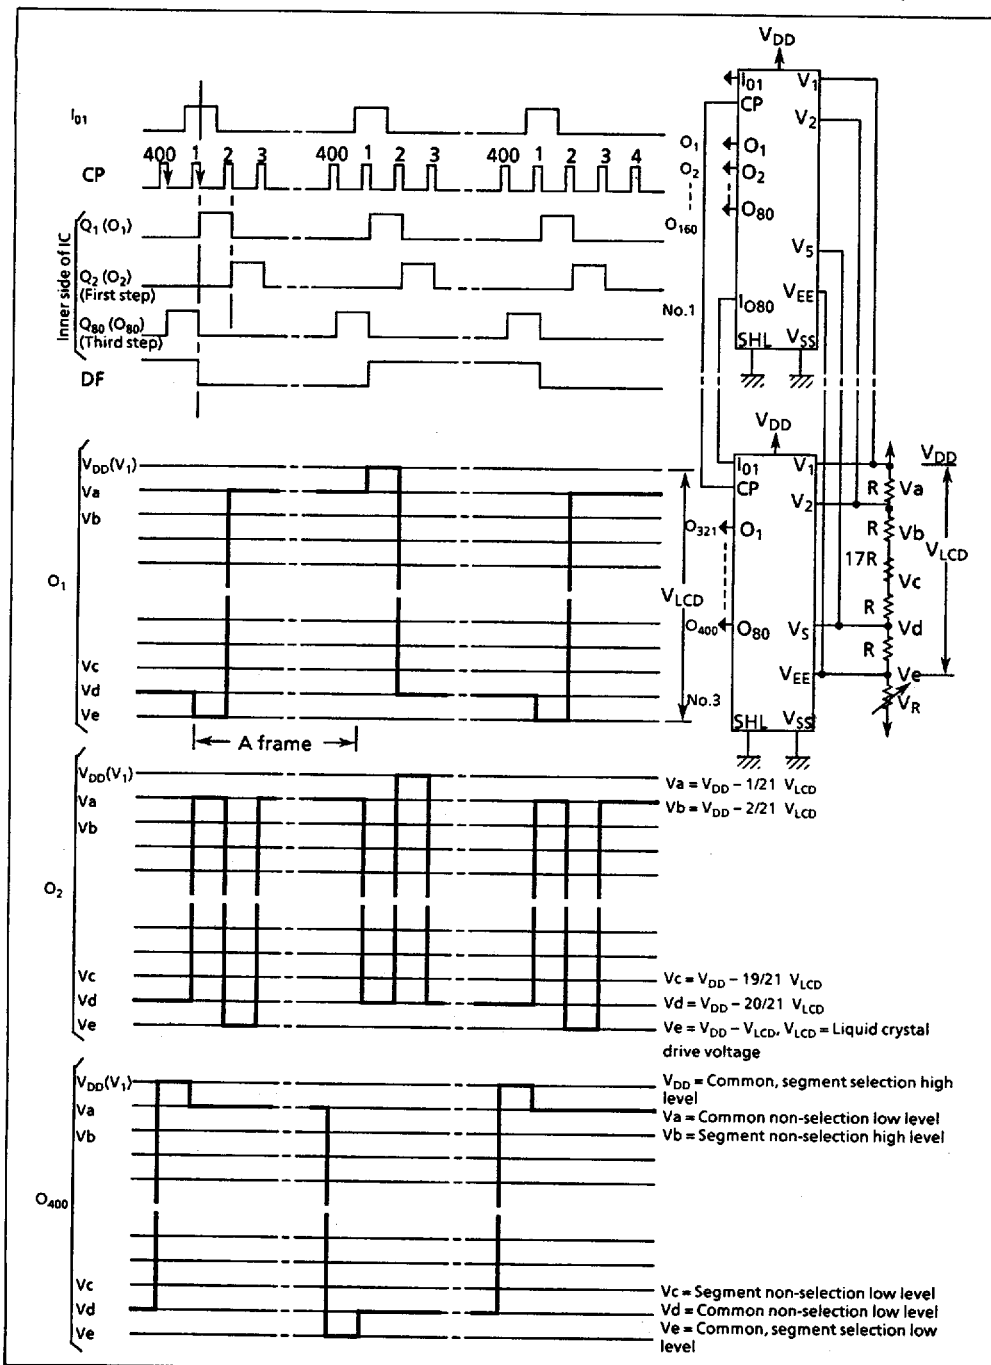 I01
CP
400 1 2 3 400 1 2 3 400 1 2 3 4
Inner side of IC
Q1 (O1)
Q2 (O2)
(First step)
Q80 (O80)
(Third step)
DF
VDD
I01
CP
O1
O2
O80
IO80
SHL
V1
V2
V5
VEE
VSS
O1
O2
O160
No.1
VDD
I01
CP
O1
O80
SHL
V1
V2
VS
VEE
VSS
O321
O400
No.3
VDD
R Va
R Vb
17R Vc
R Vd
R Ve
VR
VLCD
O1
VDD(V1)
Va
Vb
Vc
Vd
Ve
VLCD
A frame
O2
VDD(V1)
Va
Vb
Vc
Vd
Ve
Va = VDD – 1/21 VLCD
Vb = VDD – 2/21 VLCD
Vc = VDD – 19/21 VLCD
Vd = VDD – 20/21 VLCD
Ve = VDD – VLCD, VLCD = Liquid crystal
drive voltage
O400
VDD(V1)
Va
Vb
Vc
Vd
Ve
VDD = Common, segment selection high
level
Va = Common non-selection low level
Vb = Segment non-selection high level
Vc = Segment non-selection low level
Vd = Common non-selection low level
Ve = Common, segment selection low
level